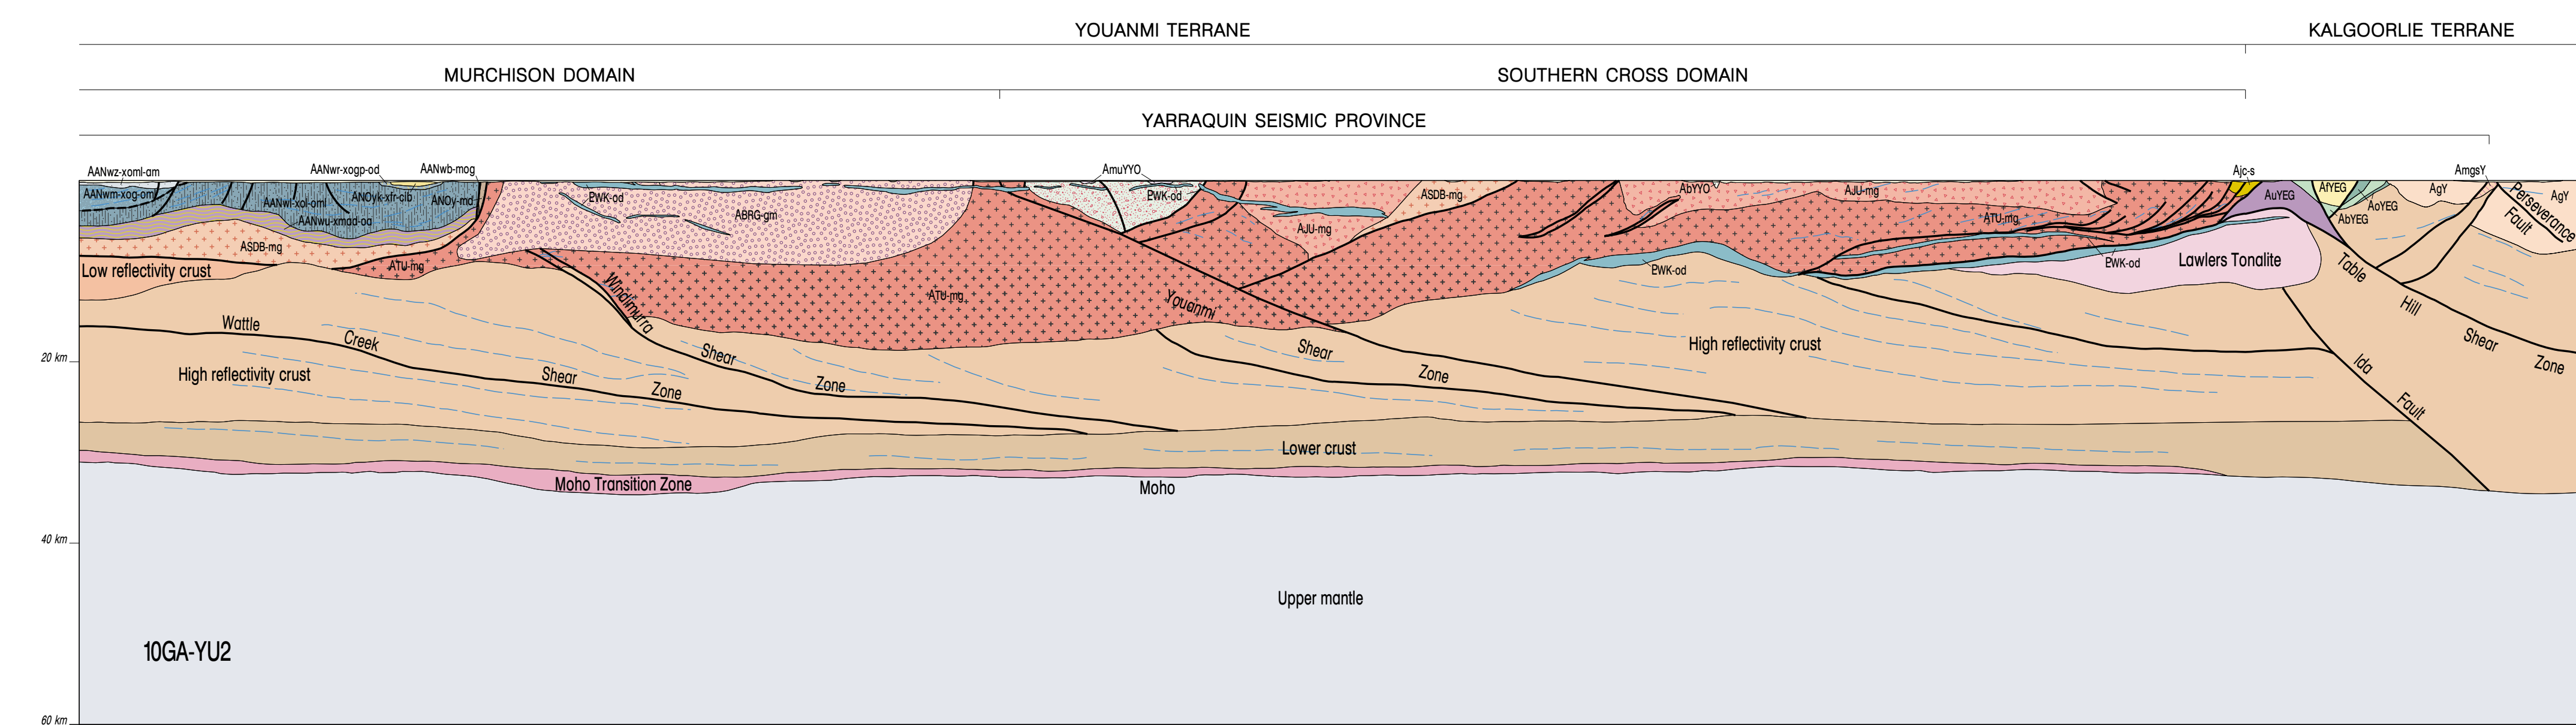 YOUANMI TERRANE
KALGOORLIE TERRANE
MURCHISON DOMAIN
SOUTHERN CROSS DOMAIN
YARRAQUIN SEISMIC PROVINCE
AANwz-xoml-am
AANwr-xogp-od
AANwb-mog
AmuYYO
Ajc-s
AmgsY
AANwm-xog-om
AANwl-xol-oml
ANOyk-xfr-cib
ANOy-md
AANwu-xmad-oa
PWK-od
ABRG-gm
PWK-od
AJU-mg
ASDB-mg
AbYYO
AJU-mg
ATU-mg
AuYEG
AfYEG
AbYEG
AoYEG
AgY
Perseverance
Fault
AgY
ASDB-mg
Low reflectivity crust
ATU-mg
ATU-mg
PWK-od
PWK-od
Lawlers Tonalite
Windimurra
Shear
Zone
Youanmi
Shear
Zone
Table
Hill
Shear
Zone
Wattle
Creek
Shear
Zone
20 km
High reflectivity crust
High reflectivity crust
Ida
Fault
Lower crust
Moho Transition Zone
Moho
40 km
Upper mantle
10GA-YU2
60 km